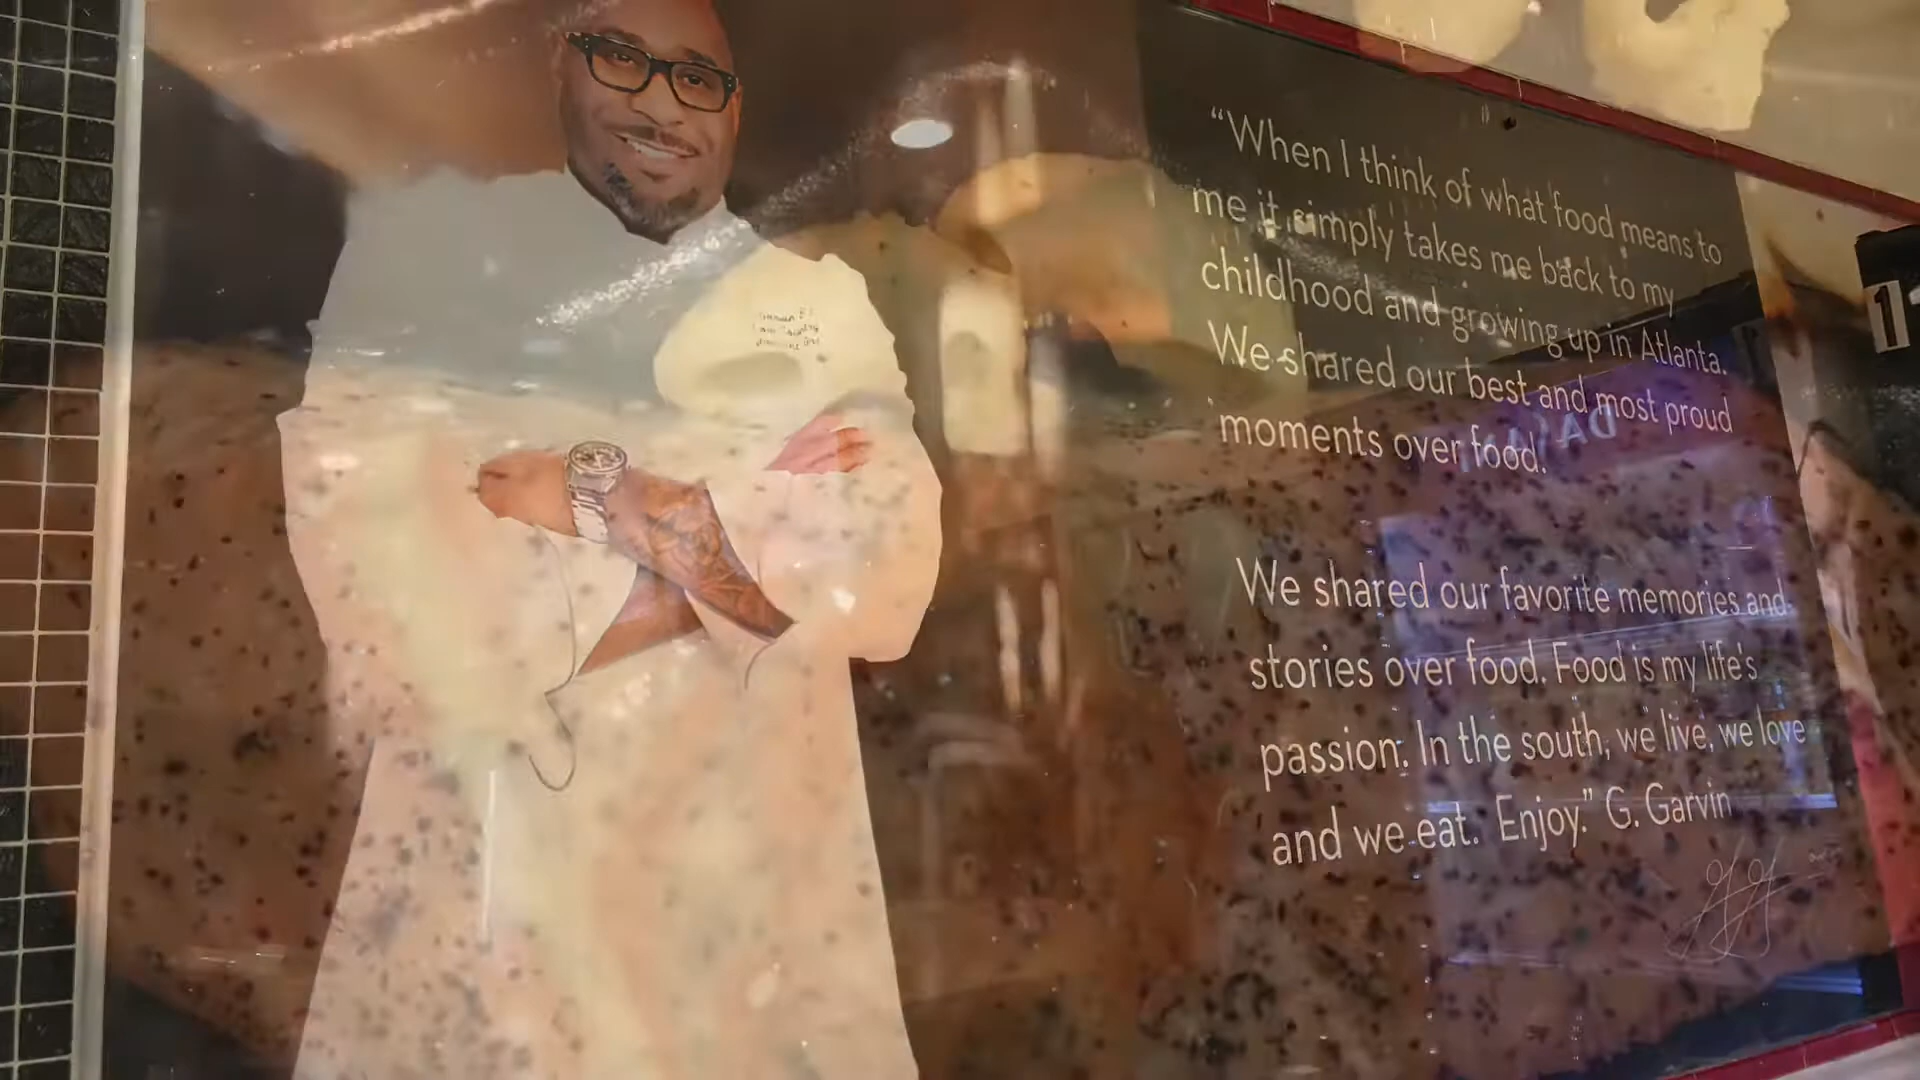 “When I think of what food means to
me it simply takes me back to my
childhood and growing up in Atlanta.
We shared our best and most proud
moments over food.
We shared our favorite memories and
stories over food. Food is my life's
passion. In the south, we live, we love
and we eat. Enjoy.” G. Garvin
1